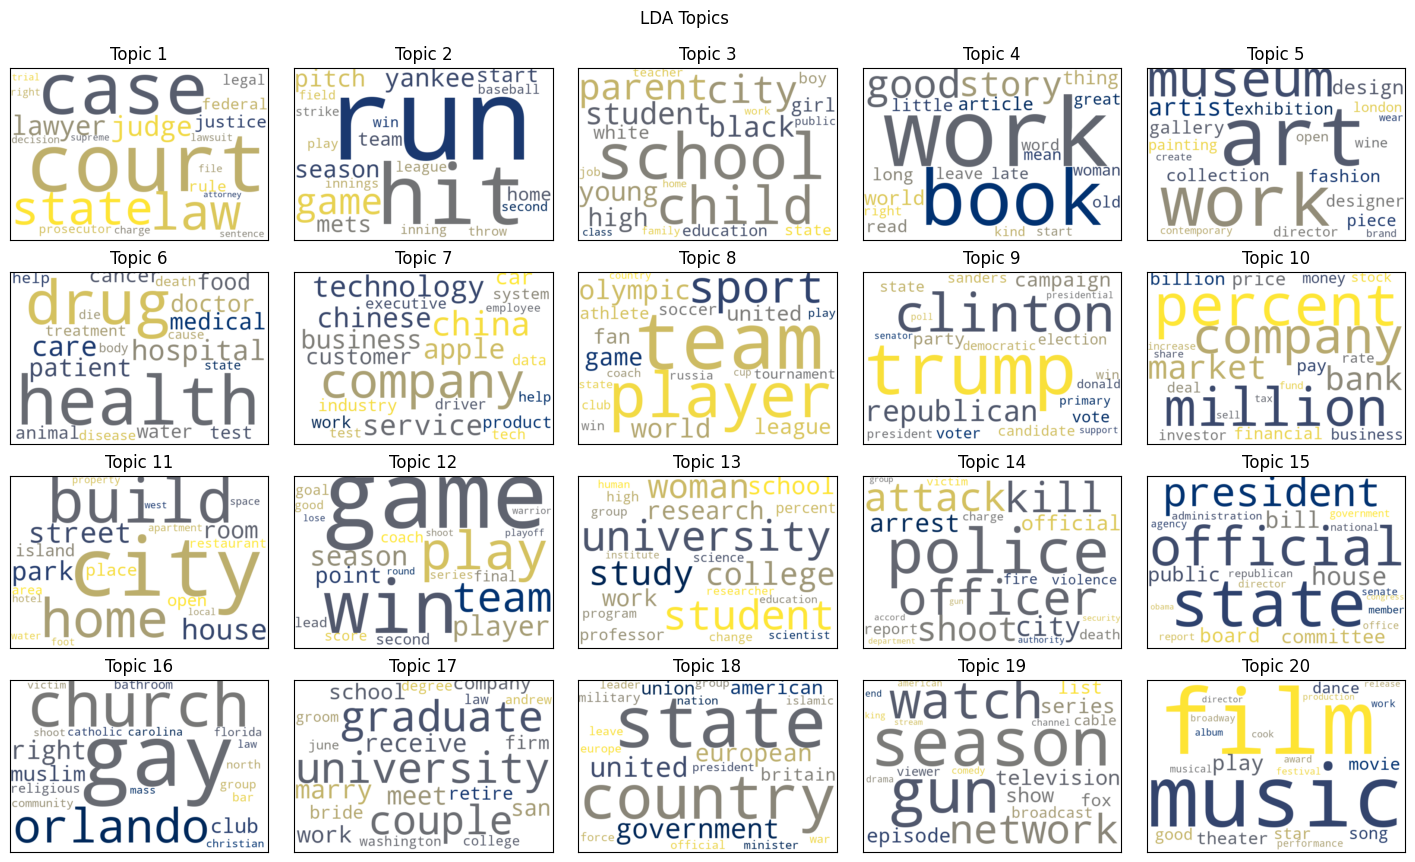 LDA Topics
Topic 1
trial
right
case
legal
federal
lawyer
judge
justice
decision
supreme
lawsuit
court
file
rule
attorney
state
law
prosecutor
charge
sentence
Topic 2
pitch
yankee
start
field
baseball
strike
run
win
team
play
season
league
innings
hit
game
home
second
mets
inning
throw
Topic 3
teacher
parent
city
boy
student
work
girl
white
black
public
school
job
young
home
child
high
class
family
education
state
Topic 4
good
story
thing
little
article
great
work
word
mean
long
leave
late
woman
world
book
old
right
read
kind
start
Topic 5
museum
design
artist
exhibition
london
wear
gallery
art
painting
open
wine
create
collection
fashion
work
designer
piece
contemporary
director
brand
Topic 6
help
cancer
death
food
drug
doctor
die
treatment
cause
medical
care
body
hospital
patient
state
health
animal
disease
water
test
Topic 7
technology
car
system
executive
employee
chinese
china
business
customer
apple
data
company
industry
driver
help
work
service
product
test
tech
Topic 8
country
olympic
sport
athlete
soccer
united
play
fan
team
game
coach
russia
cup
tournament
state
player
club
win
world
league
Topic 9
sanders
campaign
state
presidential
clinton
poll
senator
party
democratic
election
trump
win
donald
primary
republican
vote
president
voter
candidate
support
Topic 10
billion
price
money
stock
percent
increase
company
share
market
pay
rate
bank
deal
fund
tax
million
sell
investor
financial
business
Topic 11
property
build
west
space
street
apartment
room
island
restaurant
city
park
place
area
hotel
open
home
local
house
water
foot
Topic 12
goal
game
good
warrior
lose
shoot
playoff
coach
season
play
point
round
series
final
win
team
lead
player
score
second
Topic 13
human
woman
school
high
group
research
percent
university
institute
science
study
college
researcher
work
education
program
student
professor
change
scientist
Topic 14
group
victim
attack
kill
arrest
charge
official
police
fire
violence
officer
gun
accord
report
shoot
city
security
death
department
authority
Topic 15
president
agency
administration
bill
government
national
official
public
republican
house
director
senate
state
congress
obama
member
office
report
board
committee
Topic 16
victim
bathroom
church
shoot
catholic
carolina
florida
right
law
gay
muslim
north
religious
mass
group
community
bar
orlando
club
christian
Topic 17
school
degree
company
law
andrew
groom
graduate
june
receive
firm
university
marry
meet
retire
bride
san
couple
work
washington
college
Topic 18
leader
union
group
american
military
nation
islamic
state
leave
european
europe
united
president
britain
country
force
government
war
official
minister
Topic 19
american
end
watch
list
series
king
stream
channel
cable
season
drama
viewer
comedy
television
gun
show
fox
broadcast
episode
network
Topic 20
director
dance
release
production
film
broadway
work
album
cook
movie
musical
play
award
festival
music
good
theater
star
song
performance